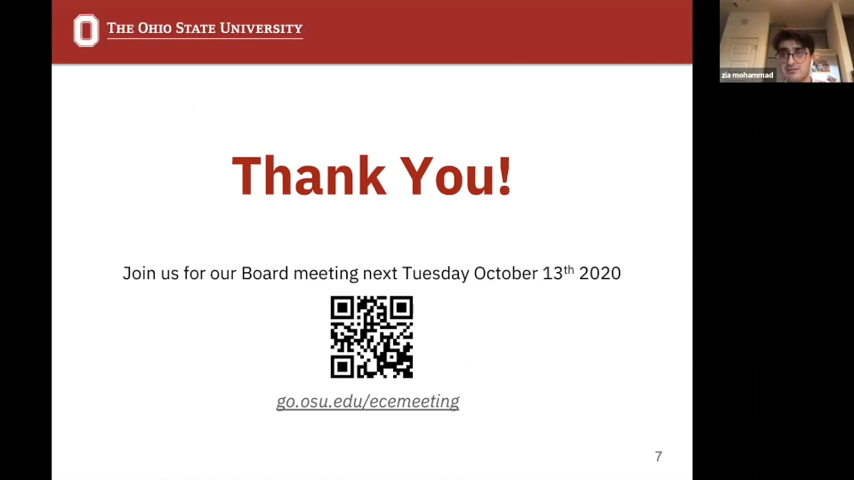 THE OHIO STATE UNIVERSITY
zia mohammad
Thank You!
Join us for our Board meeting next Tuesday October 13th 2020
go.osu.edu/ecemeeting
7